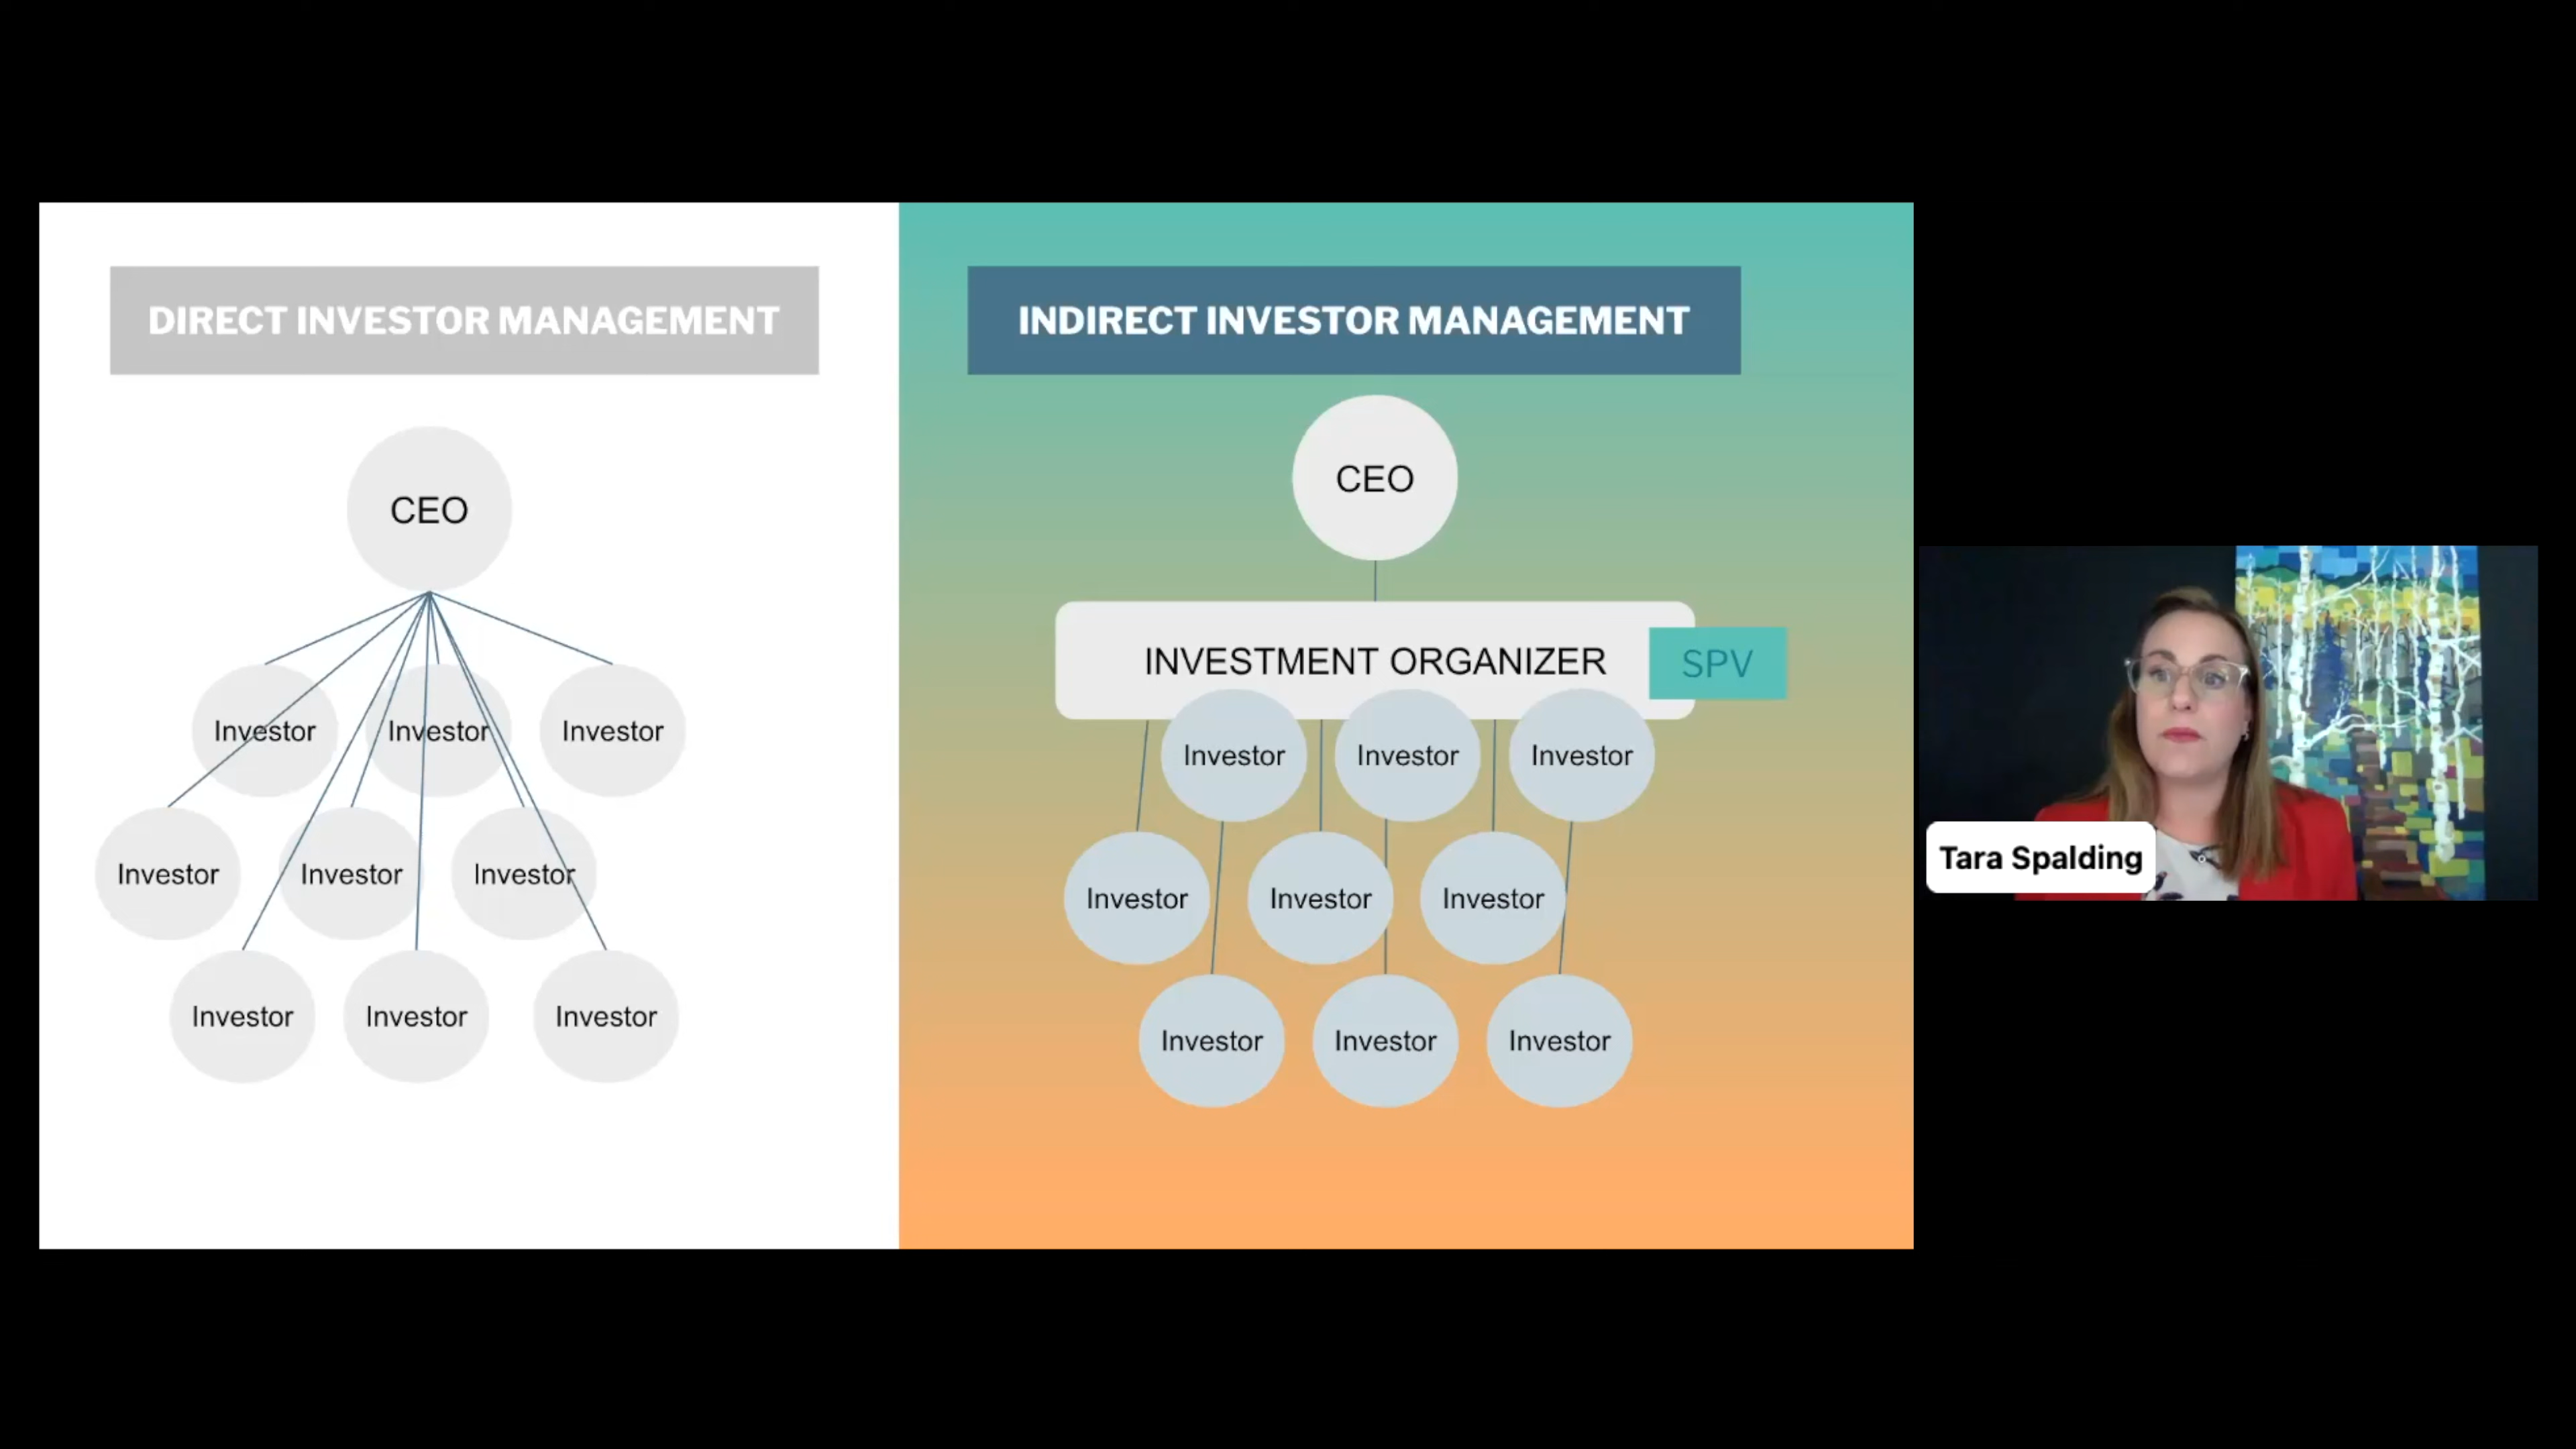 DIRECT INVESTOR MANAGEMENT
CEO
Investor
Investor
Investor
Investor
Investor
Investor
Investor
Investor
Investor
INDIRECT INVESTOR MANAGEMENT
CEO
INVESTMENT ORGANIZER
SPV
Investor
Investor
Investor
Investor
Investor
Investor
Investor
Investor
Investor
Tara Spalding